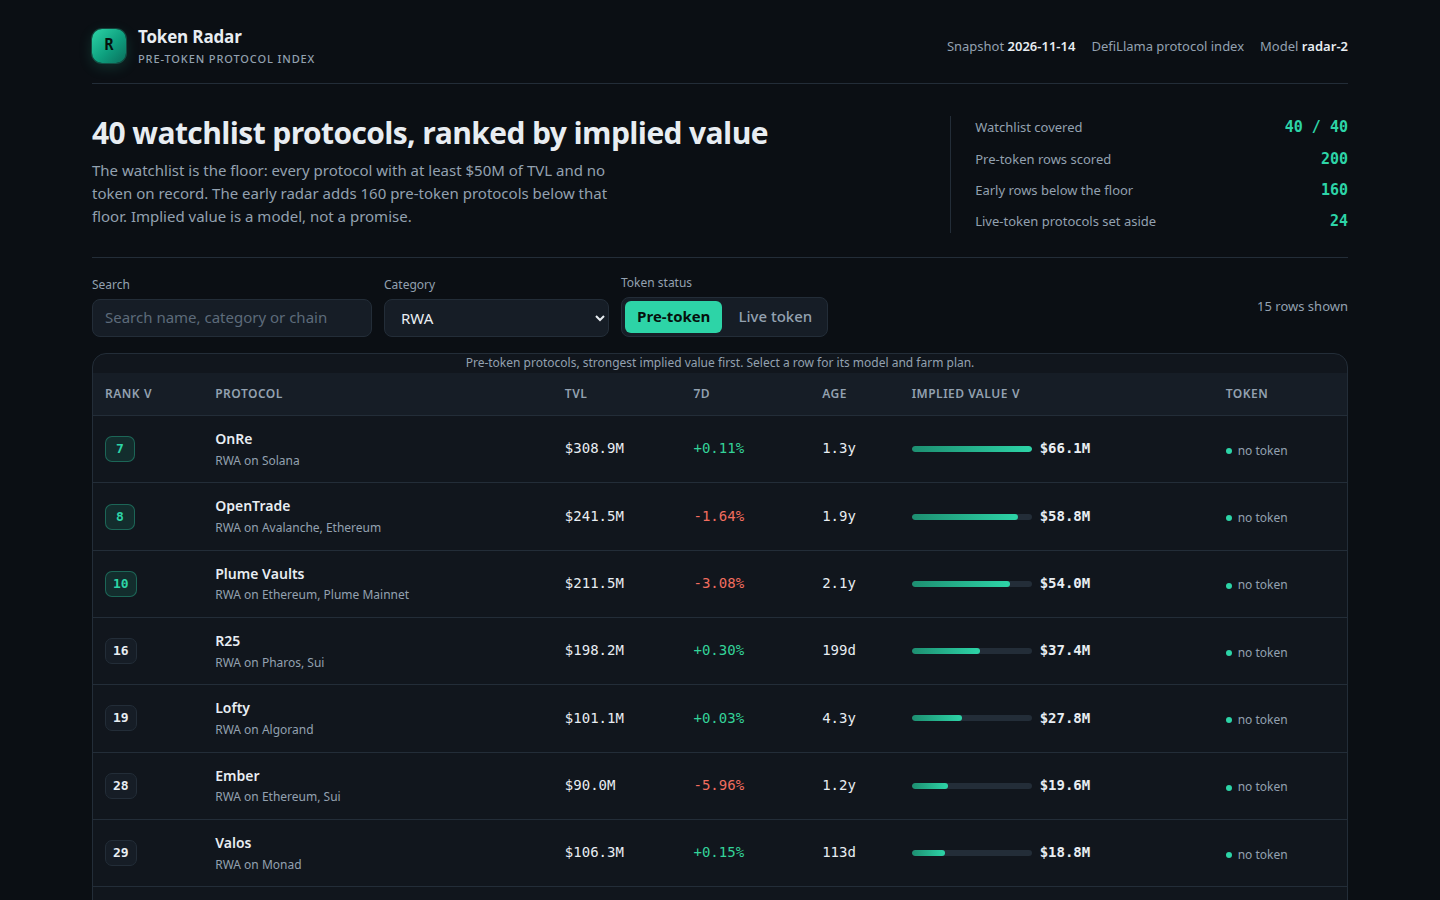 R
Token Radar
PRE-TOKEN PROTOCOL INDEX
Snapshot 2026-11-14 DefiLlama protocol index Model radar-2
40 watchlist protocols, ranked by implied value
The watchlist is the floor: every protocol with at least $50M of TVL and no
token on record. The early radar adds 160 pre-token protocols below that
floor. Implied value is a model, not a promise.
Watchlist covered 40 / 40
Pre-token rows scored 200
Early rows below the floor 160
Live-token protocols set aside 24
Search Category Token status
Search name, category or chain RWA Pre-token Live token 15 rows shown
Pre-token protocols, strongest implied value first. Select a row for its model and farm plan.
RANK V PROTOCOL TVL 7D AGE IMPLIED VALUE V TOKEN
7 OnRe $308.9M +0.11% 1.3y $66.1M no token
RWA on Solana
8 OpenTrade $241.5M -1.64% 1.9y $58.8M no token
RWA on Avalanche, Ethereum
10 Plume Vaults $211.5M -3.08% 2.1y $54.0M no token
RWA on Ethereum, Plume Mainnet
16 R25 $198.2M +0.30% 199d $37.4M no token
RWA on Pharos, Sui
19 Lofty $101.1M +0.03% 4.3y $27.8M no token
RWA on Algorand
28 Ember $90.0M -5.96% 1.2y $19.6M no token
RWA on Ethereum, Sui
29 Valos $106.3M +0.15% 113d $18.8M no token
RWA on Monad